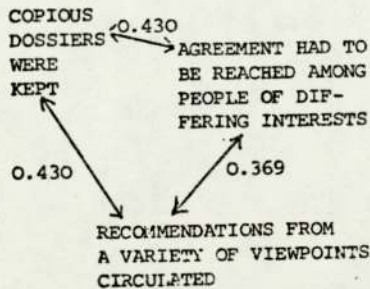 COPIOUS
DOSSIERS
WERE
KEPT
0.430
AGREEMENT HAD TO
BE REACHED AMONG
PEOPLE OF DIF-
FERING INTERESTS
0.430
0.369
RECOMMENDATIONS FROM
A VARIETY OF VIEWPOINTS
CIRCULATED